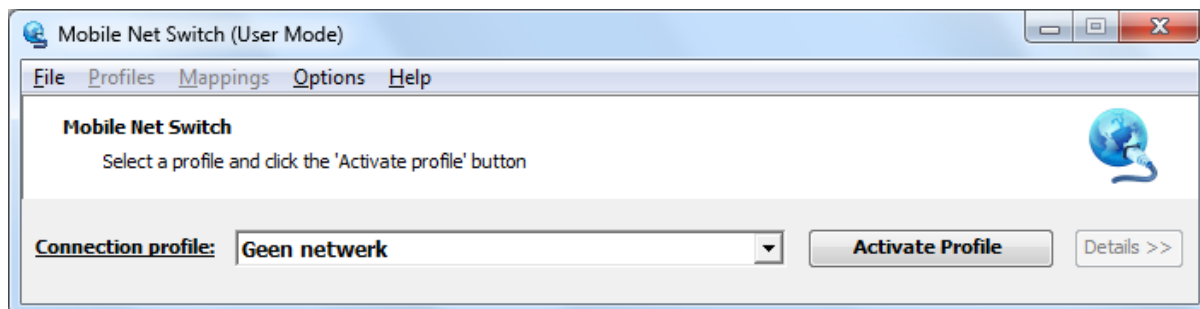 Mobile Net Switch (User Mode)
File Profiles Mappings Options Help
Mobile Net Switch
Select a profile and click the 'Activate profile' button
Connection profile: Geen netwerk Activate Profile Details >>